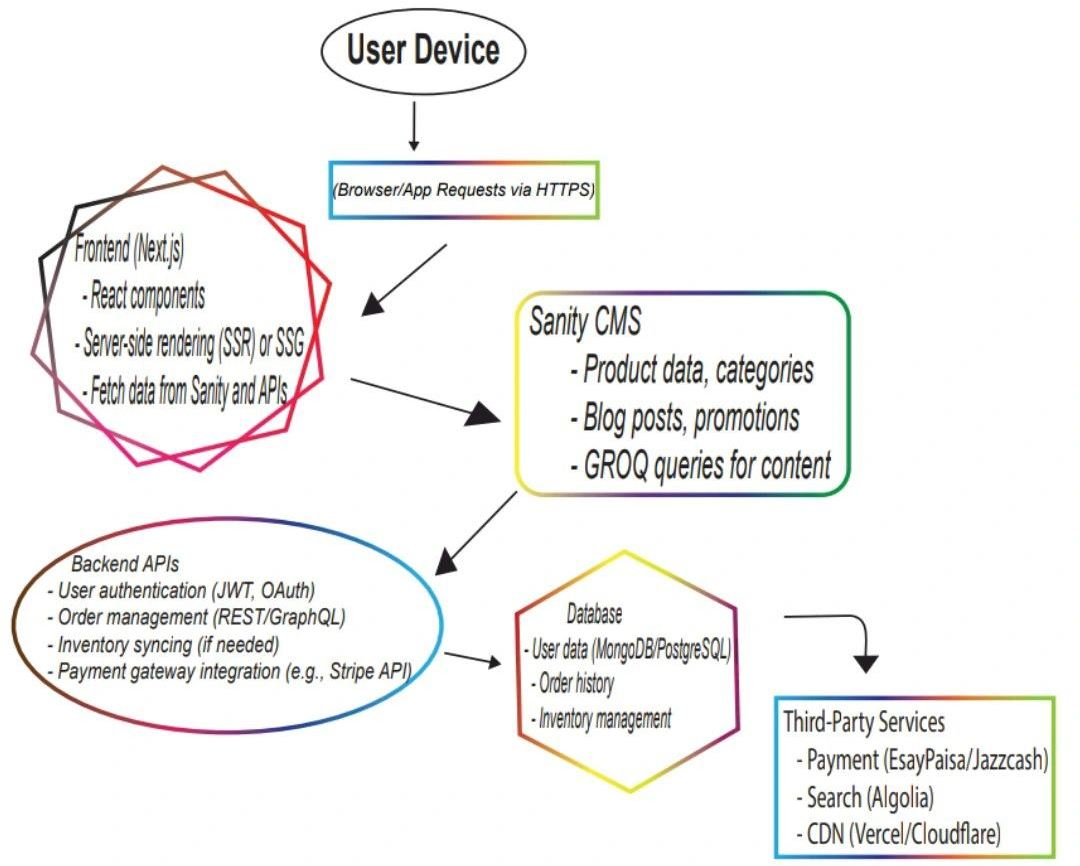 User Device
(Browser/App Requests via HTTPS)
Frontend (Next.js)
- React components
- Server-side rendering (SSR) or SSG
- Fetch data from Sanity and APIs
Sanity CMS
- Product data, categories
- Blog posts, promotions
- GROQ queries for content
Backend APIs
- User authentication (JWT, OAuth)
- Order management (REST/GraphQL)
- Inventory syncing (if needed)
- Payment gateway integration (e.g., Stripe API)
Database
- User data (MongoDB/PostgreSQL)
- Order history
- Inventory management
Third-Party Services
- Payment (EsayPaisa/Jazzcash)
- Search (Algolia)
- CDN (Vercel/Cloudflare)